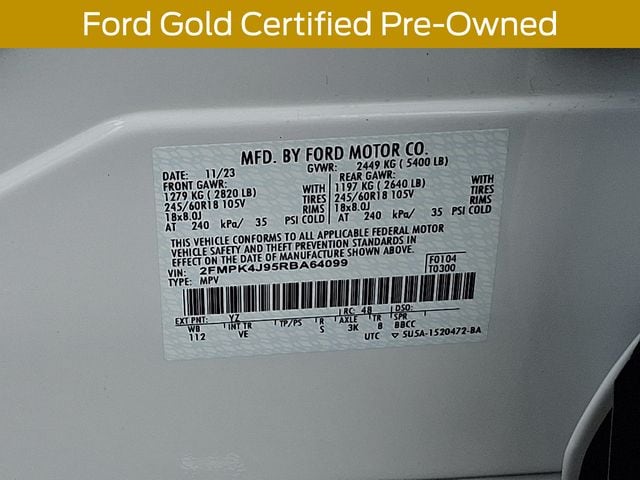 Ford Gold Certified Pre-Owned
MFD. BY FORD MOTOR CO.
DATE: 11/23 GVWR: 2449 KG ( 5400 LB)
FRONT GAWR: REAR GAWR:
1279 KG ( 2820 LB) WITH 1197 KG ( 2640 LB) WITH
245/60R18 105V TIRES 245/60R18 105V TIRES
18x8.0J RIMS 18x8.0J RIMS
AT 240 kPa/ 35 PSI COLD AT 240 kPa/ 35 PSI COLD
THIS VEHICLE CONFORMS TO ALL APPLICABLE FEDERAL MOTOR
VEHICLE SAFETY AND THEFT PREVENTION STANDARDS IN
EFFECT ON THE DATE OF MANUFACTURE SHOWN ABOVE. F0104
VIN: 2FMPK4J95RBA64099 T0300
TYPE: MPV
EXT PNT: YZ RC: 48 DSO:
WB INT TR TP/PS R AXLE TR SPR
112 VE S 3K B BBCC
UTC ▽ 5U5A-1520472-BA